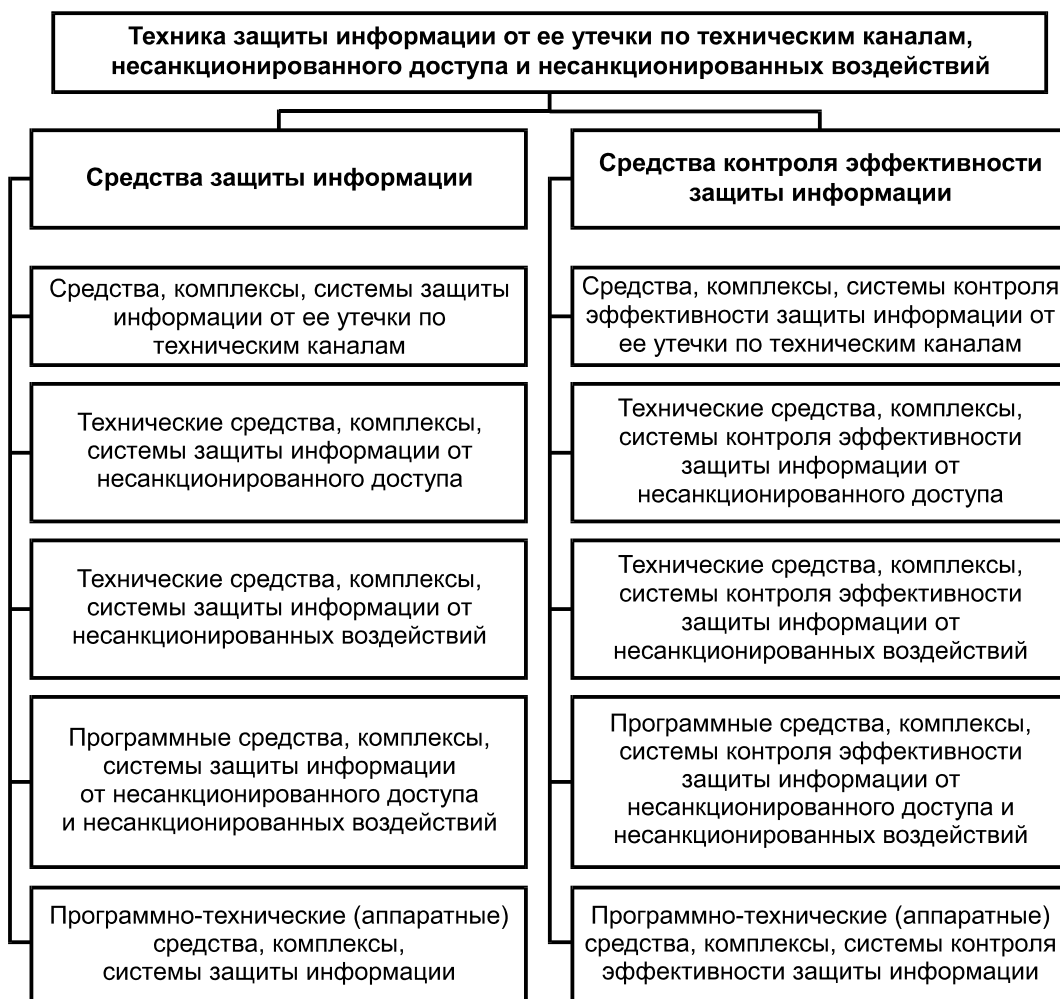 Техника защиты информации от ее утечки по техническим каналам,
несанкционированного доступа и несанкционированных воздействий
Средства защиты информации
Средства, комплексы, системы защиты
информации от ее утечки по
техническим каналам
Технические средства, комплексы,
системы защиты информации от
несанкционированного доступа
Технические средства, комплексы,
системы защиты информации от
несанкционированных воздействий
Программные средства, комплексы,
системы защиты информации
от несанкционированного доступа
и несанкционированных воздействий
Программно-технические (аппаратные)
средства, комплексы,
системы защиты информации
Средства контроля эффективности
защиты информации
Средства, комплексы, системы контроля
эффективности защиты информации от
ее утечки по техническим каналам
Технические средства, комплексы,
системы контроля эффективности
защиты информации от
несанкционированного доступа
Технические средства, комплексы,
системы контроля эффективности
защиты информации от
несанкционированных воздействий
Программные средства, комплексы,
системы контроля эффективности
защиты информации от
несанкционированного доступа и
несанкционированных воздействий
Программно-технические (аппаратные)
средства, комплексы, системы контроля
эффективности защиты информации